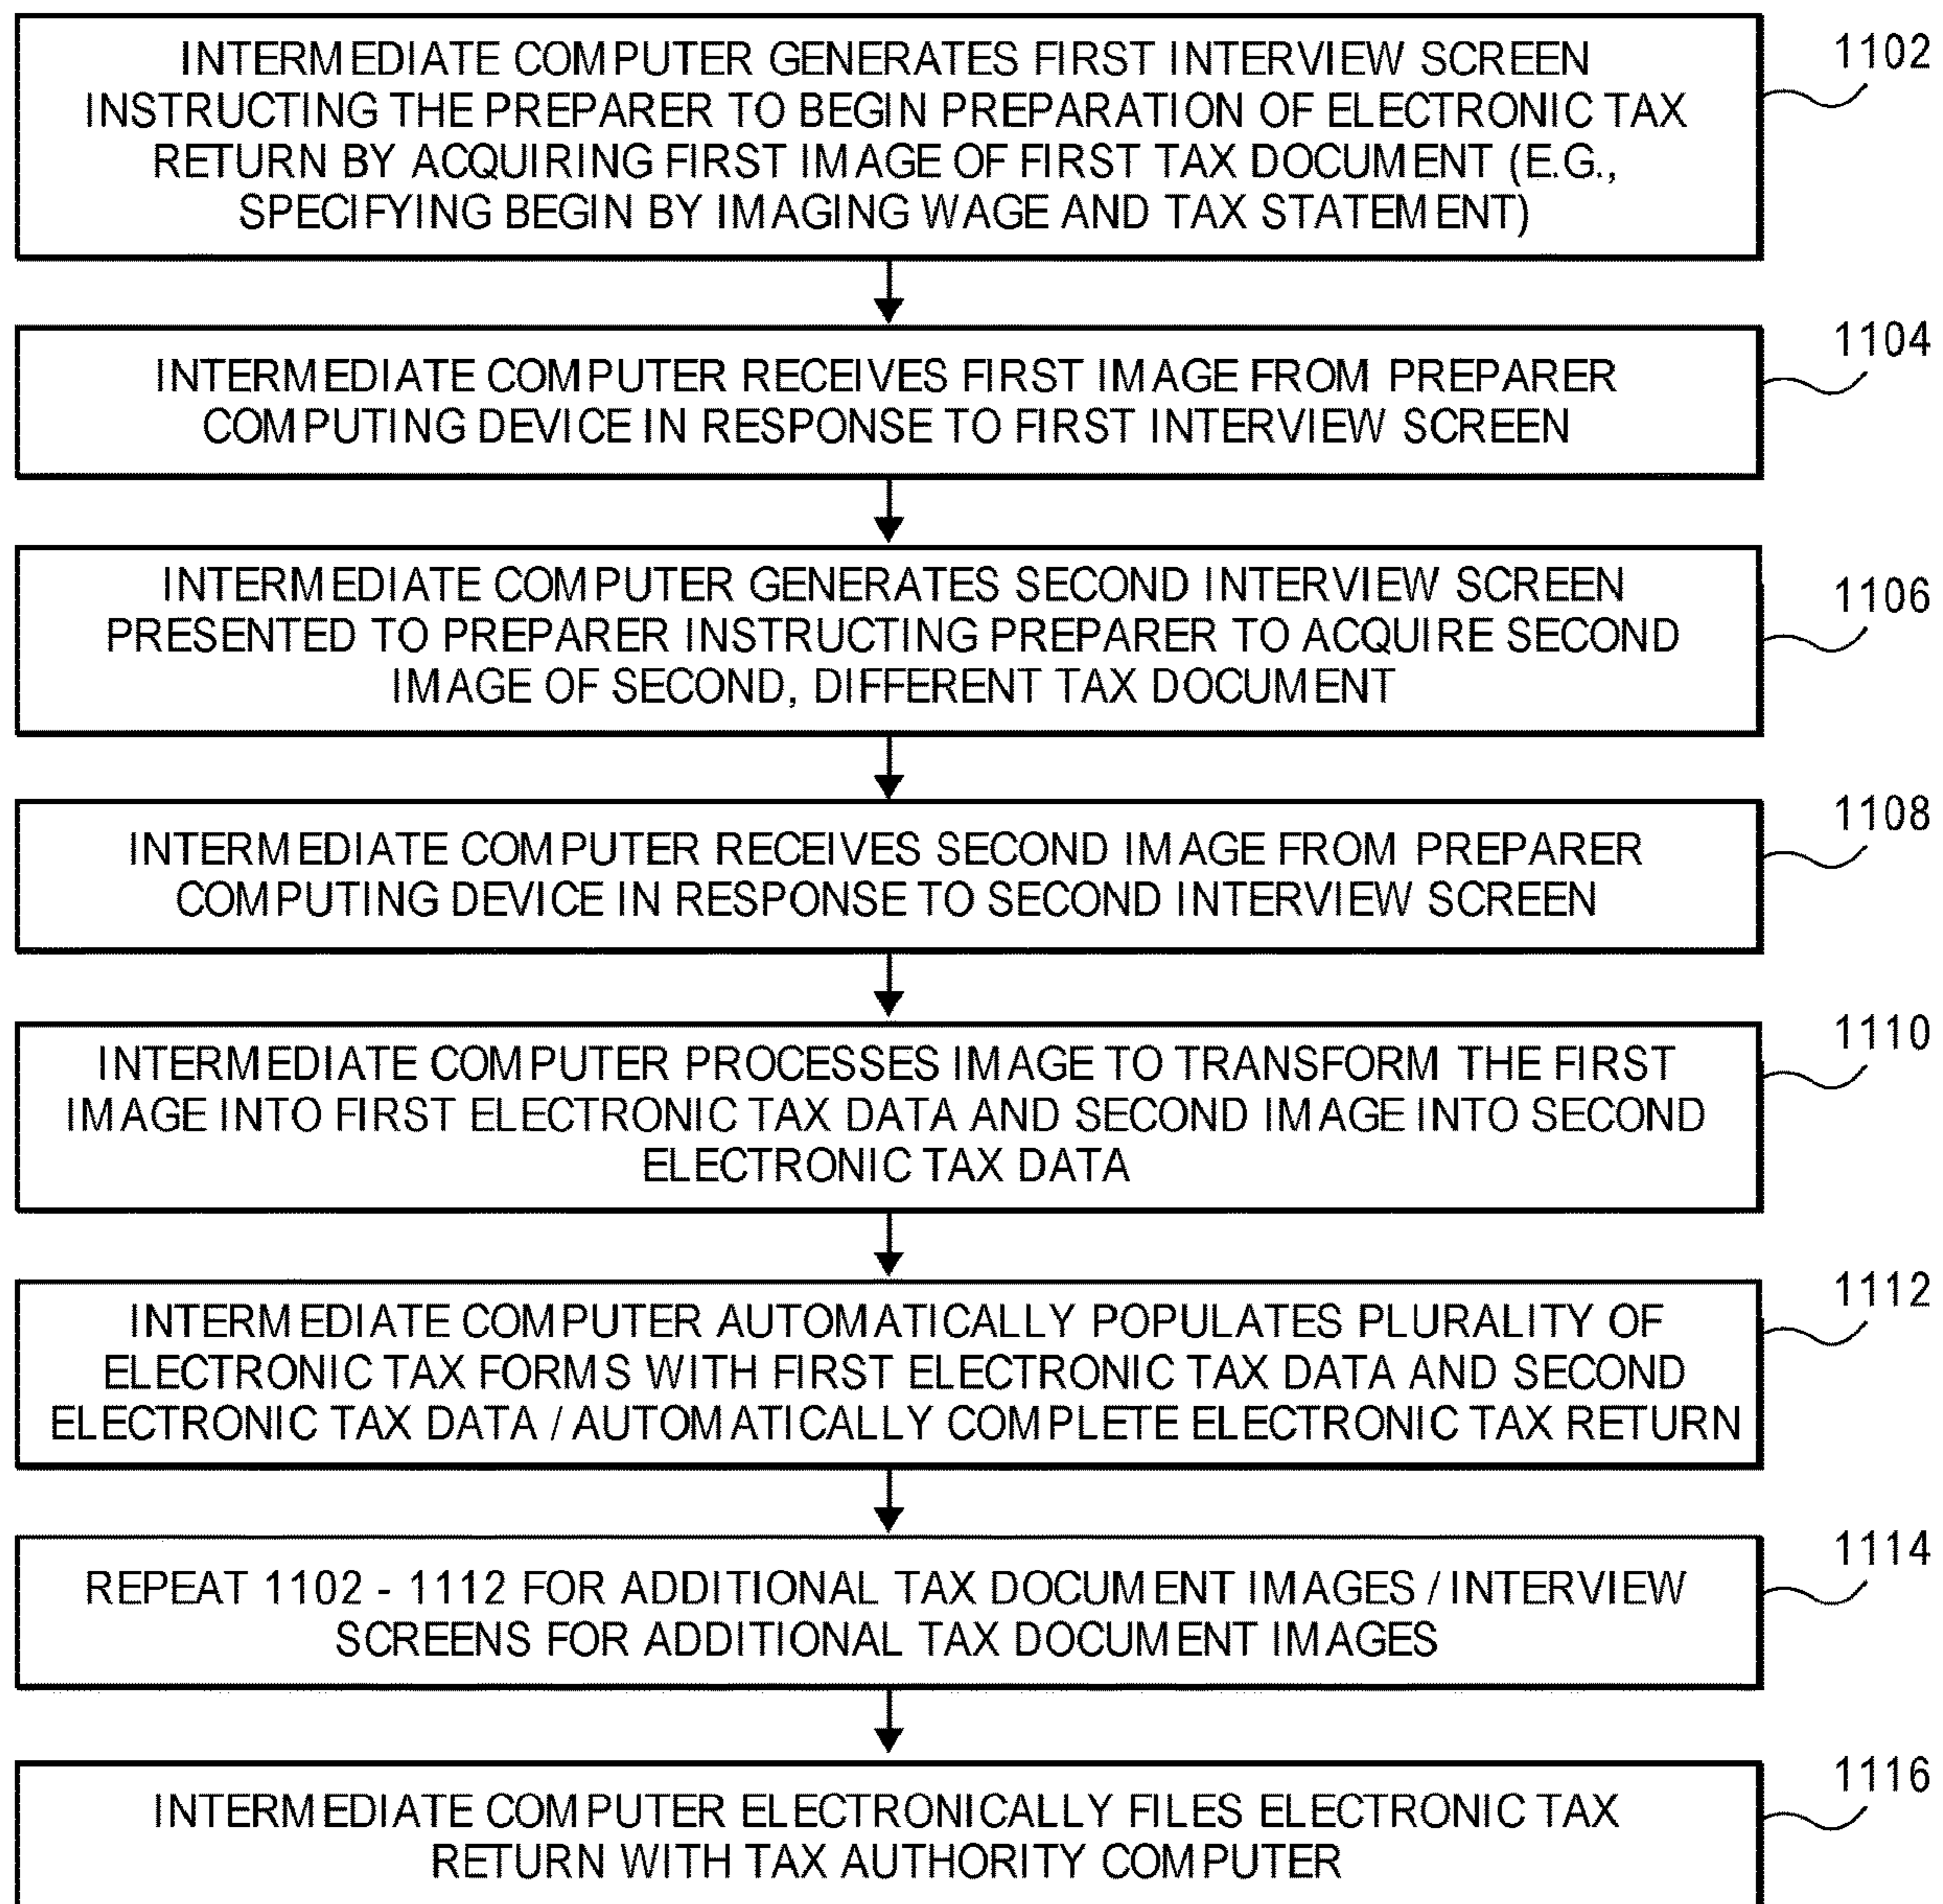 INTERMEDIATE COMPUTER GENERATES FIRST INTERVIEW SCREEN
INSTRUCTING THE PREPARER TO BEGIN PREPARATION OF ELECTRONIC TAX
RETURN BY ACQUIRING FIRST IMAGE OF FIRST TAX DOCUMENT (E.G.,
SPECIFYING BEGIN BY IMAGING WAGE AND TAX STATEMENT)
1102
INTERMEDIATE COMPUTER RECEIVES FIRST IMAGE FROM PREPARER
COMPUTING DEVICE IN RESPONSE TO FIRST INTERVIEW SCREEN
1104
INTERMEDIATE COMPUTER GENERATES SECOND INTERVIEW SCREEN
PRESENTED TO PREPARER INSTRUCTING PREPARER TO ACQUIRE SECOND
IMAGE OF SECOND, DIFFERENT TAX DOCUMENT
1106
INTERMEDIATE COMPUTER RECEIVES SECOND IMAGE FROM PREPARER
COMPUTING DEVICE IN RESPONSE TO SECOND INTERVIEW SCREEN
1108
INTERMEDIATE COMPUTER PROCESSES IMAGE TO TRANSFORM THE FIRST
IMAGE INTO FIRST ELECTRONIC TAX DATA AND SECOND IMAGE INTO SECOND
ELECTRONIC TAX DATA
1110
INTERMEDIATE COMPUTER AUTOMATICALLY POPULATES PLURALITY OF
ELECTRONIC TAX FORMS WITH FIRST ELECTRONIC TAX DATA AND SECOND
ELECTRONIC TAX DATA / AUTOMATICALLY COMPLETE ELECTRONIC TAX RETURN
1112
REPEAT 1102 - 1112 FOR ADDITIONAL TAX DOCUMENT IMAGES / INTERVIEW
SCREENS FOR ADDITIONAL TAX DOCUMENT IMAGES
1114
INTERMEDIATE COMPUTER ELECTRONICALLY FILES ELECTRONIC TAX
RETURN WITH TAX AUTHORITY COMPUTER
1116